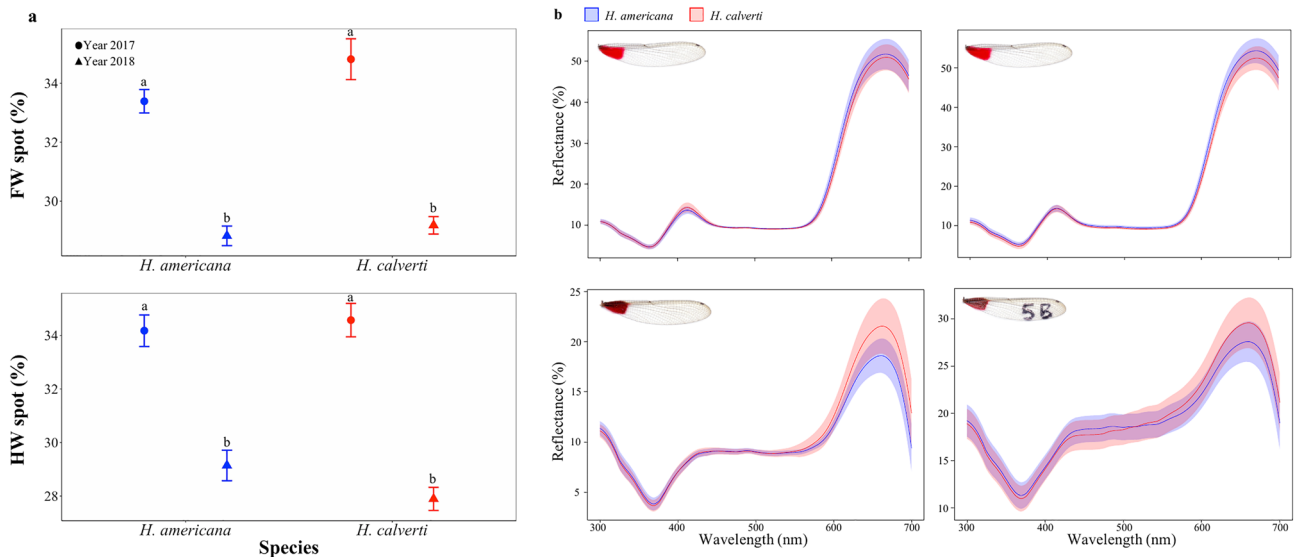 a
Year 2017
Year 2018
FW spot (%)
34
32
30
a
b
a
b
H. americana
H. calverti
HW spot (%)
34
32
30
28
a
b
a
b
H. americana
H. calverti
Species
b
H. americana
H. calverti
Reflectance (%)
50
40
30
20
10
50
40
30
20
10
Reflectance (%)
25
20
15
10
5
300 400 500 600 700
Wavelength (nm)
5B
30
25
20
15
10
300 400 500 600 700
Wavelength (nm)